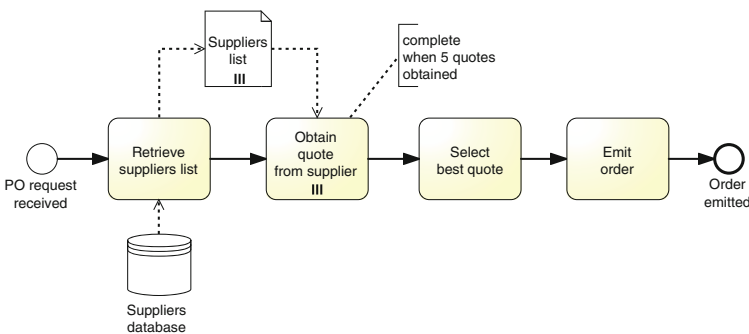 Suppliers
list
complete
when 5 quotes
obtained
PO request
received
Retrieve
suppliers list
Obtain
quote
from supplier
Select
best quote
Emit
order
Order
emitted
Suppliers
database